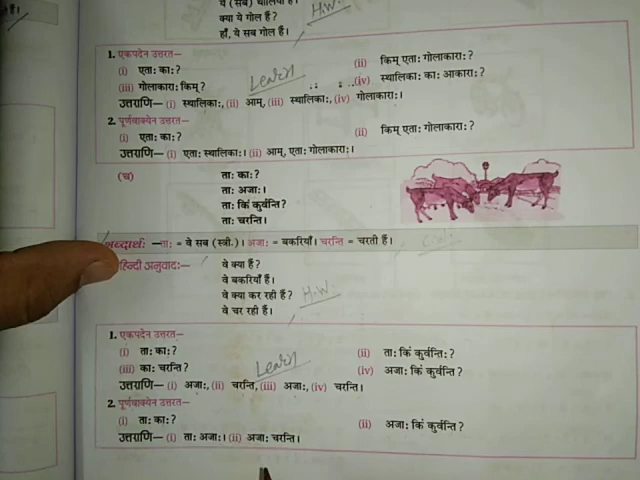 ये (सब) थालियाँ हैं।
क्या ये गोल हैं?
हाँ, ये सब गोल हैं।
H.W.
1. एकपदेन उत्तरत—
(i) एता: का:? (ii) किम् एता: गोलाकारा:?
(iii) गोलाकारा: किम्? (iv) स्थालिका: का: आकारा:?
Learn
उत्तराणि— (i) स्थालिका:, (ii) आम्, (iii) स्थालिका:, (iv) गोलाकारा:।
2. पूर्णवाक्येन उत्तरत—
(i) एता: का:? (ii) किम् एता: गोलाकारा:?
उत्तराणि— (i) एता: स्थालिका:। (ii) आम्, एता: गोलाकारा:।
(च) ता: का:?
ता: अजा:।
ता: किं कुर्वन्ति?
ता: चरन्ति।
शब्दार्थ: —ता: = वे सब (स्त्री.)। अजा: = बकरियाँ। चरन्ति = चरती हैं।
C.W.
हिन्दी अनुवाद:— वे क्या हैं?
वे बकरियाँ हैं।
वे क्या कर रही हैं?
H.W.
वे चर रही हैं।
1. एकपदेन उत्तरत—
(i) ता: का:? (ii) ता: किं कुर्वन्ति:?
(iii) का: चरन्ति? (iv) अजा: किं कुर्वन्ति?
Learn
उत्तराणि— (i) अजा:, (ii) चरन्ति, (iii) अजा:, (iv) चरन्ति।
2. पूर्णवाक्येन उत्तरत—
(i) ता: का:? (ii) अजा: किं कुर्वन्ति?
उत्तराणि— (i) ता: अजा:। (ii) अजा: चरन्ति।